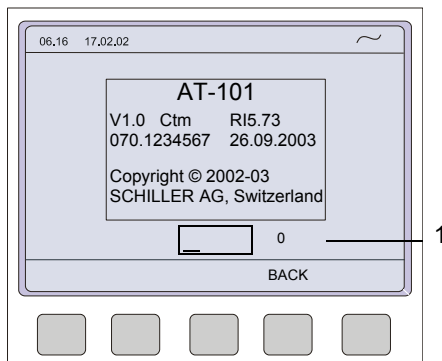 06.16 17.02.02
AT-101
V1.0 Ctm RI5.73
070.1234567 26.09.2003
Copyright © 2002-03
SCHILLER AG, Switzerland
0
1
BACK